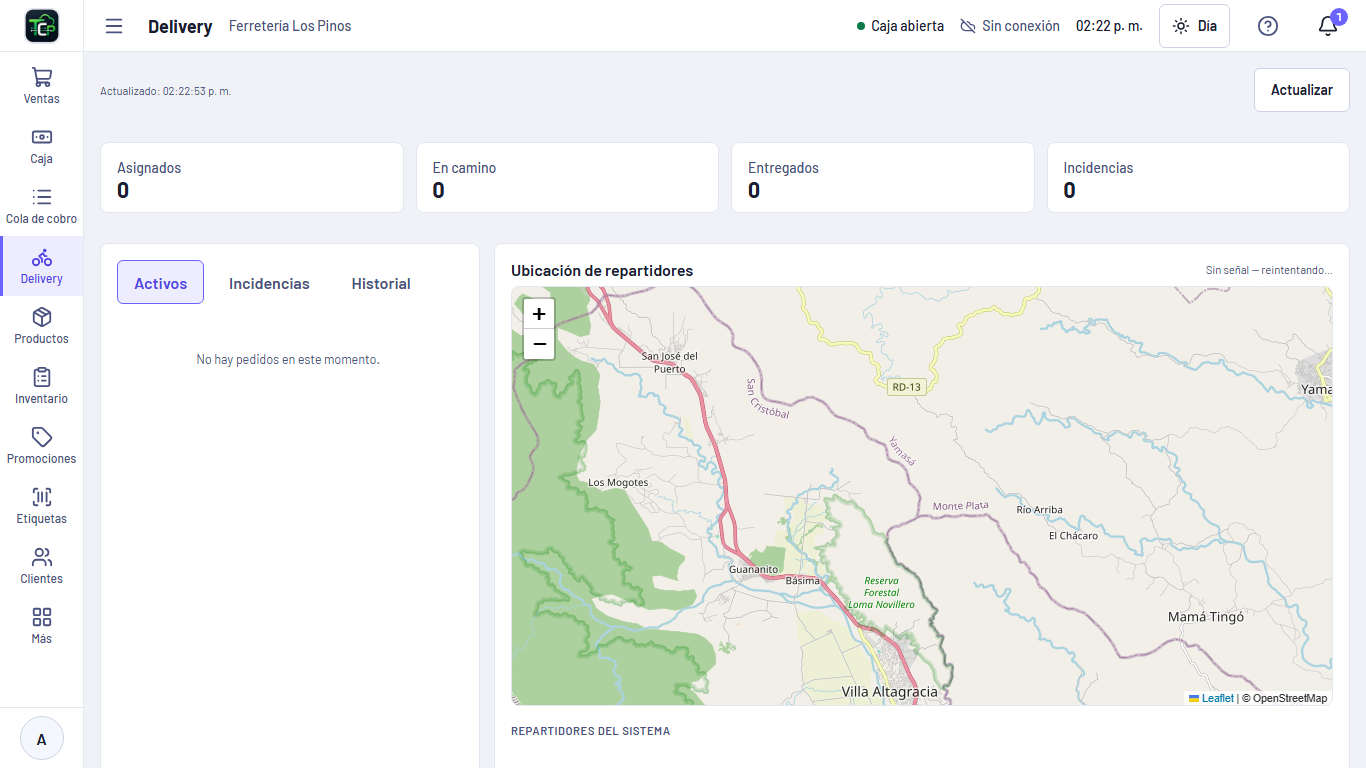 TCP
Delivery
Ferretería Los Pinos
Caja abierta
Sin conexión
02:22 p. m.
Día
1
Ventas
Caja
Cola de cobro
Delivery
Productos
Inventario
Promociones
Etiquetas
Clientes
Más
A
Actualizado: 02:22:53 p. m.
Actualizar
Asignados
0
En camino
0
Entregados
0
Incidencias
0
Activos
Incidencias
Historial
No hay pedidos en este momento.
Ubicación de repartidores
Sin señal — reintentando...
+
−
San José del
Puerto
RD-13
San Cristóbal
Yamasá
Yama
Los Mogotes
Monte Plata
Río Arriba
El Chácaro
Guananito
Básima
Reserva
Forestal
Loma Novillero
Mamá Tingó
Villa Altagracia
Leaflet | © OpenStreetMap
REPARTIDORES DEL SISTEMA